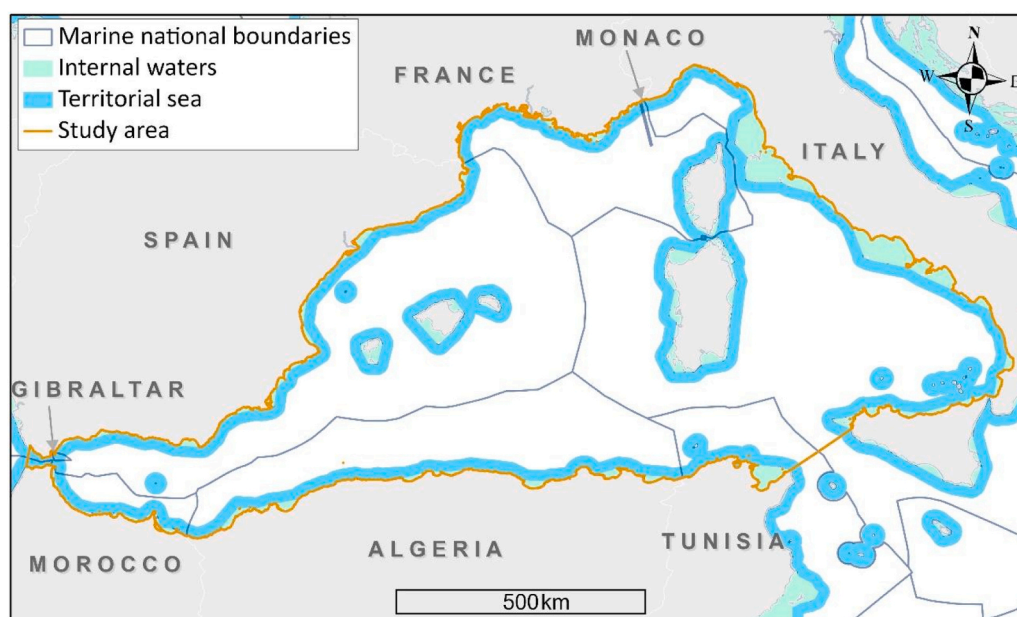 Marine national boundaries
Internal waters
Territorial sea
Study area
MONACO
FRANCE
N
W
E
S
ITALY
SPAIN
GIBRALTAR
MOROCCO
ALGERIA
TUNISIA
500km